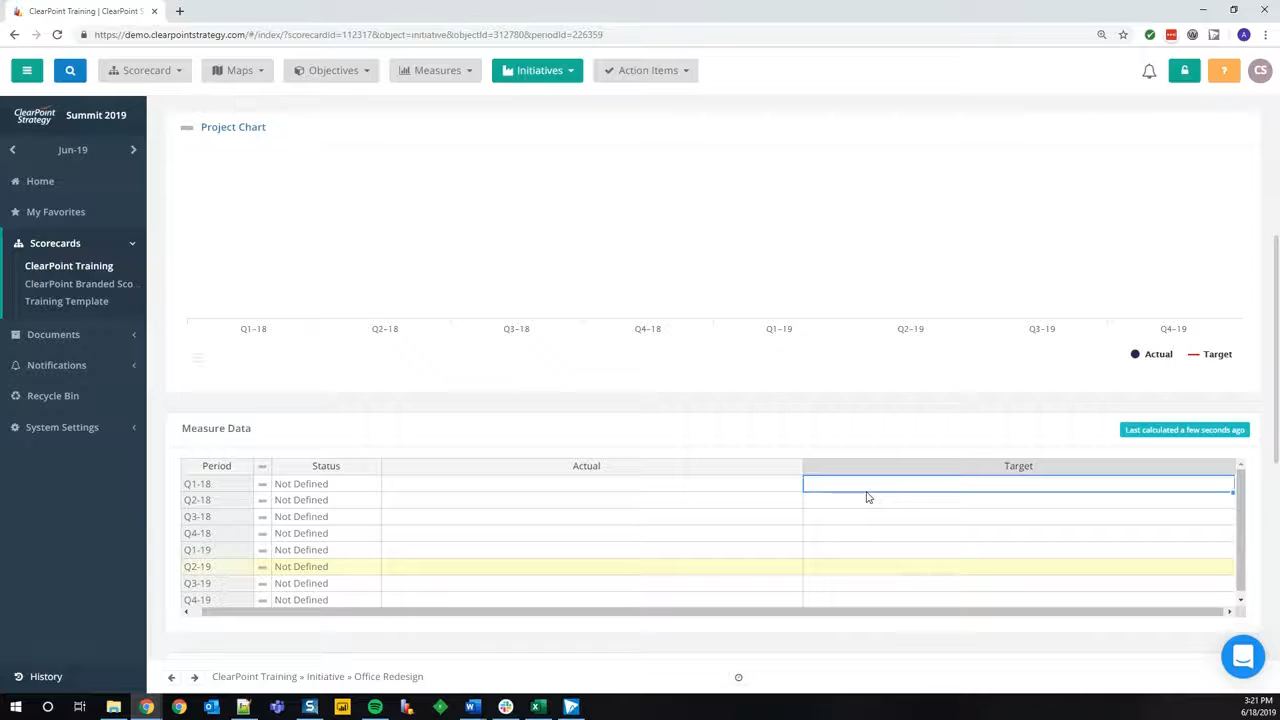 ClearPoint Training | ClearPoint S
https://demo.clearpointstrategy.com/#/index/?scorecardId=112317&object=initiative&objectId=312780&periodId=226359
A
Scorecard
Maps
Objectives
Measures
Initiatives
Action Items
?
CS
ClearPoint
Strategy
Summit 2019
Jun-19
Home
My Favorites
Scorecards
ClearPoint Training
ClearPoint Branded Sco...
Training Template
Documents
Notifications
Recycle Bin
System Settings
History
Project Chart
Q1-18 Q2-18 Q3-18 Q4-18 Q1-19 Q2-19 Q3-19 Q4-19
Actual Target
Measure Data
Last calculated a few seconds ago
Period Status Actual Target
Q1-18 Not Defined
Q2-18 Not Defined
Q3-18 Not Defined
Q4-18 Not Defined
Q1-19 Not Defined
Q2-19 Not Defined
Q3-19 Not Defined
Q4-19 Not Defined
ClearPoint Training » Initiative » Office Redesign
3:21 PM
6/18/2019